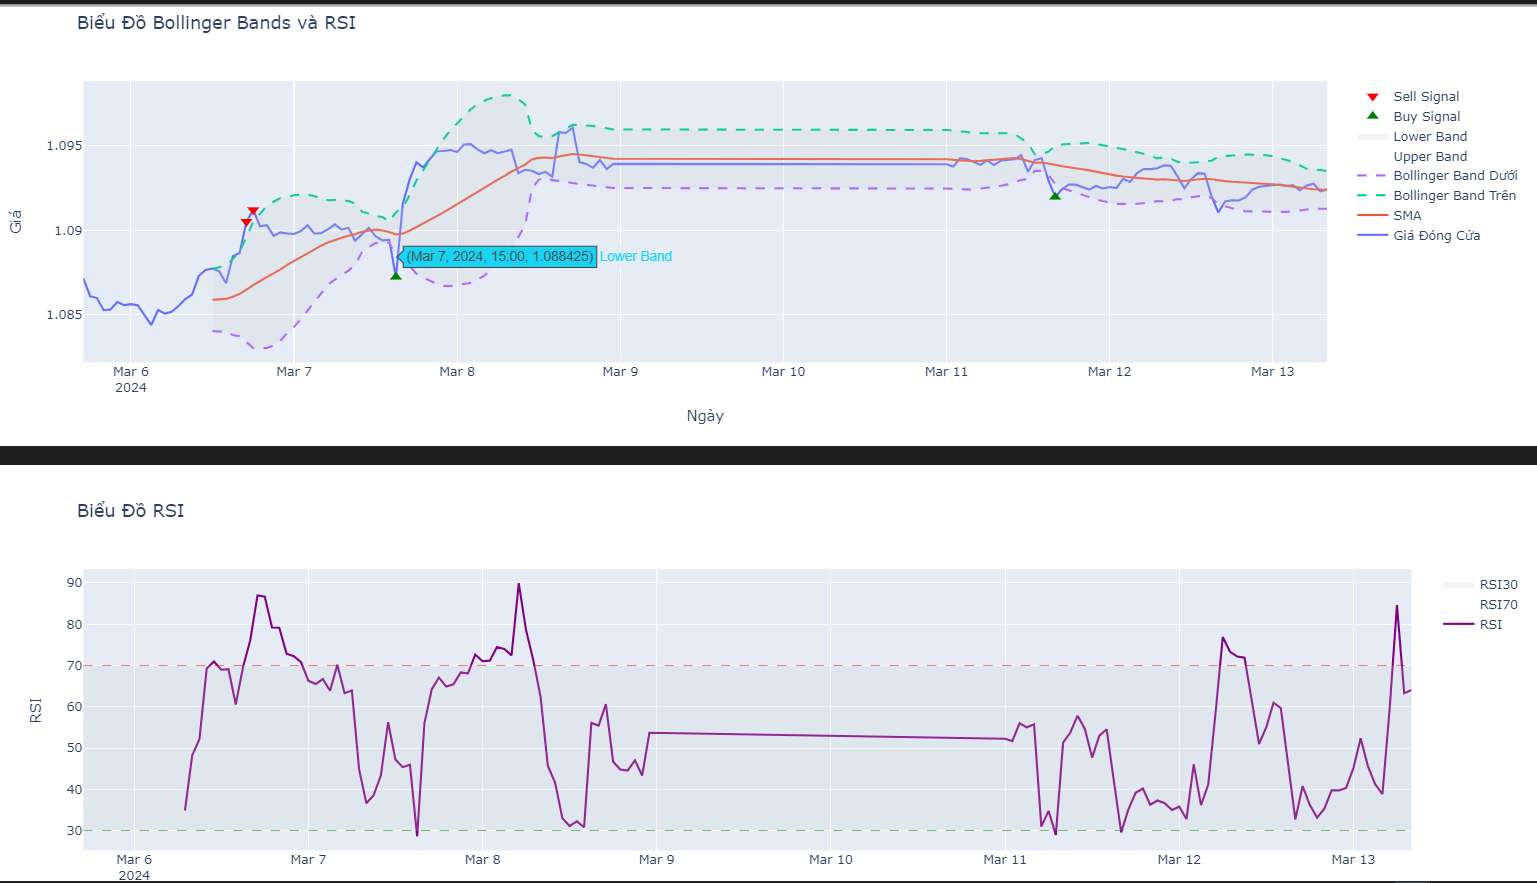 Biểu Đồ Bollinger Bands và RSI
Sell Signal
Buy Signal
Lower Band
Upper Band
Bollinger Band Dưới
Bollinger Band Trên
SMA
Giá Đóng Cửa
Giá
1.095
1.09
1.085
(Mar 7, 2024, 15:00, 1.088425) Lower Band
Mar 6 Mar 7 Mar 8 Mar 9 Mar 10 Mar 11 Mar 12 Mar 13
2024
Ngày
Biểu Đồ RSI
RSI30
RSI70
RSI
RSI
90
80
70
60
50
40
30
Mar 6 Mar 7 Mar 8 Mar 9 Mar 10 Mar 11 Mar 12 Mar 13
2024